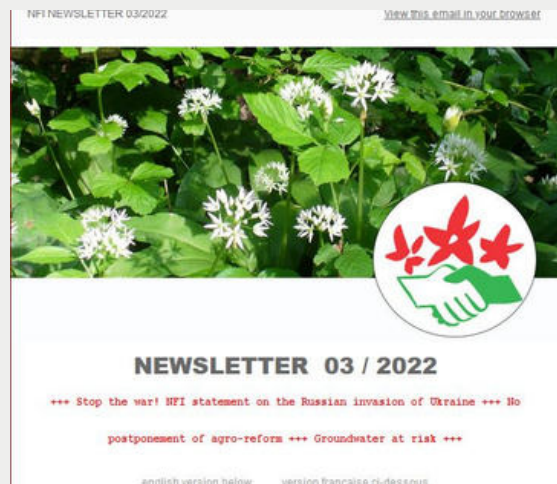 NFI NEWSLETTER 03/2022
View this email in your browser
NEWSLETTER 03 / 2022
+++ Stop the war! NFI statement on the Russian invasion of Ukraine +++ No
postponement of agro-reform +++ Groundwater at risk +++
english version below version francaise ci-dessous